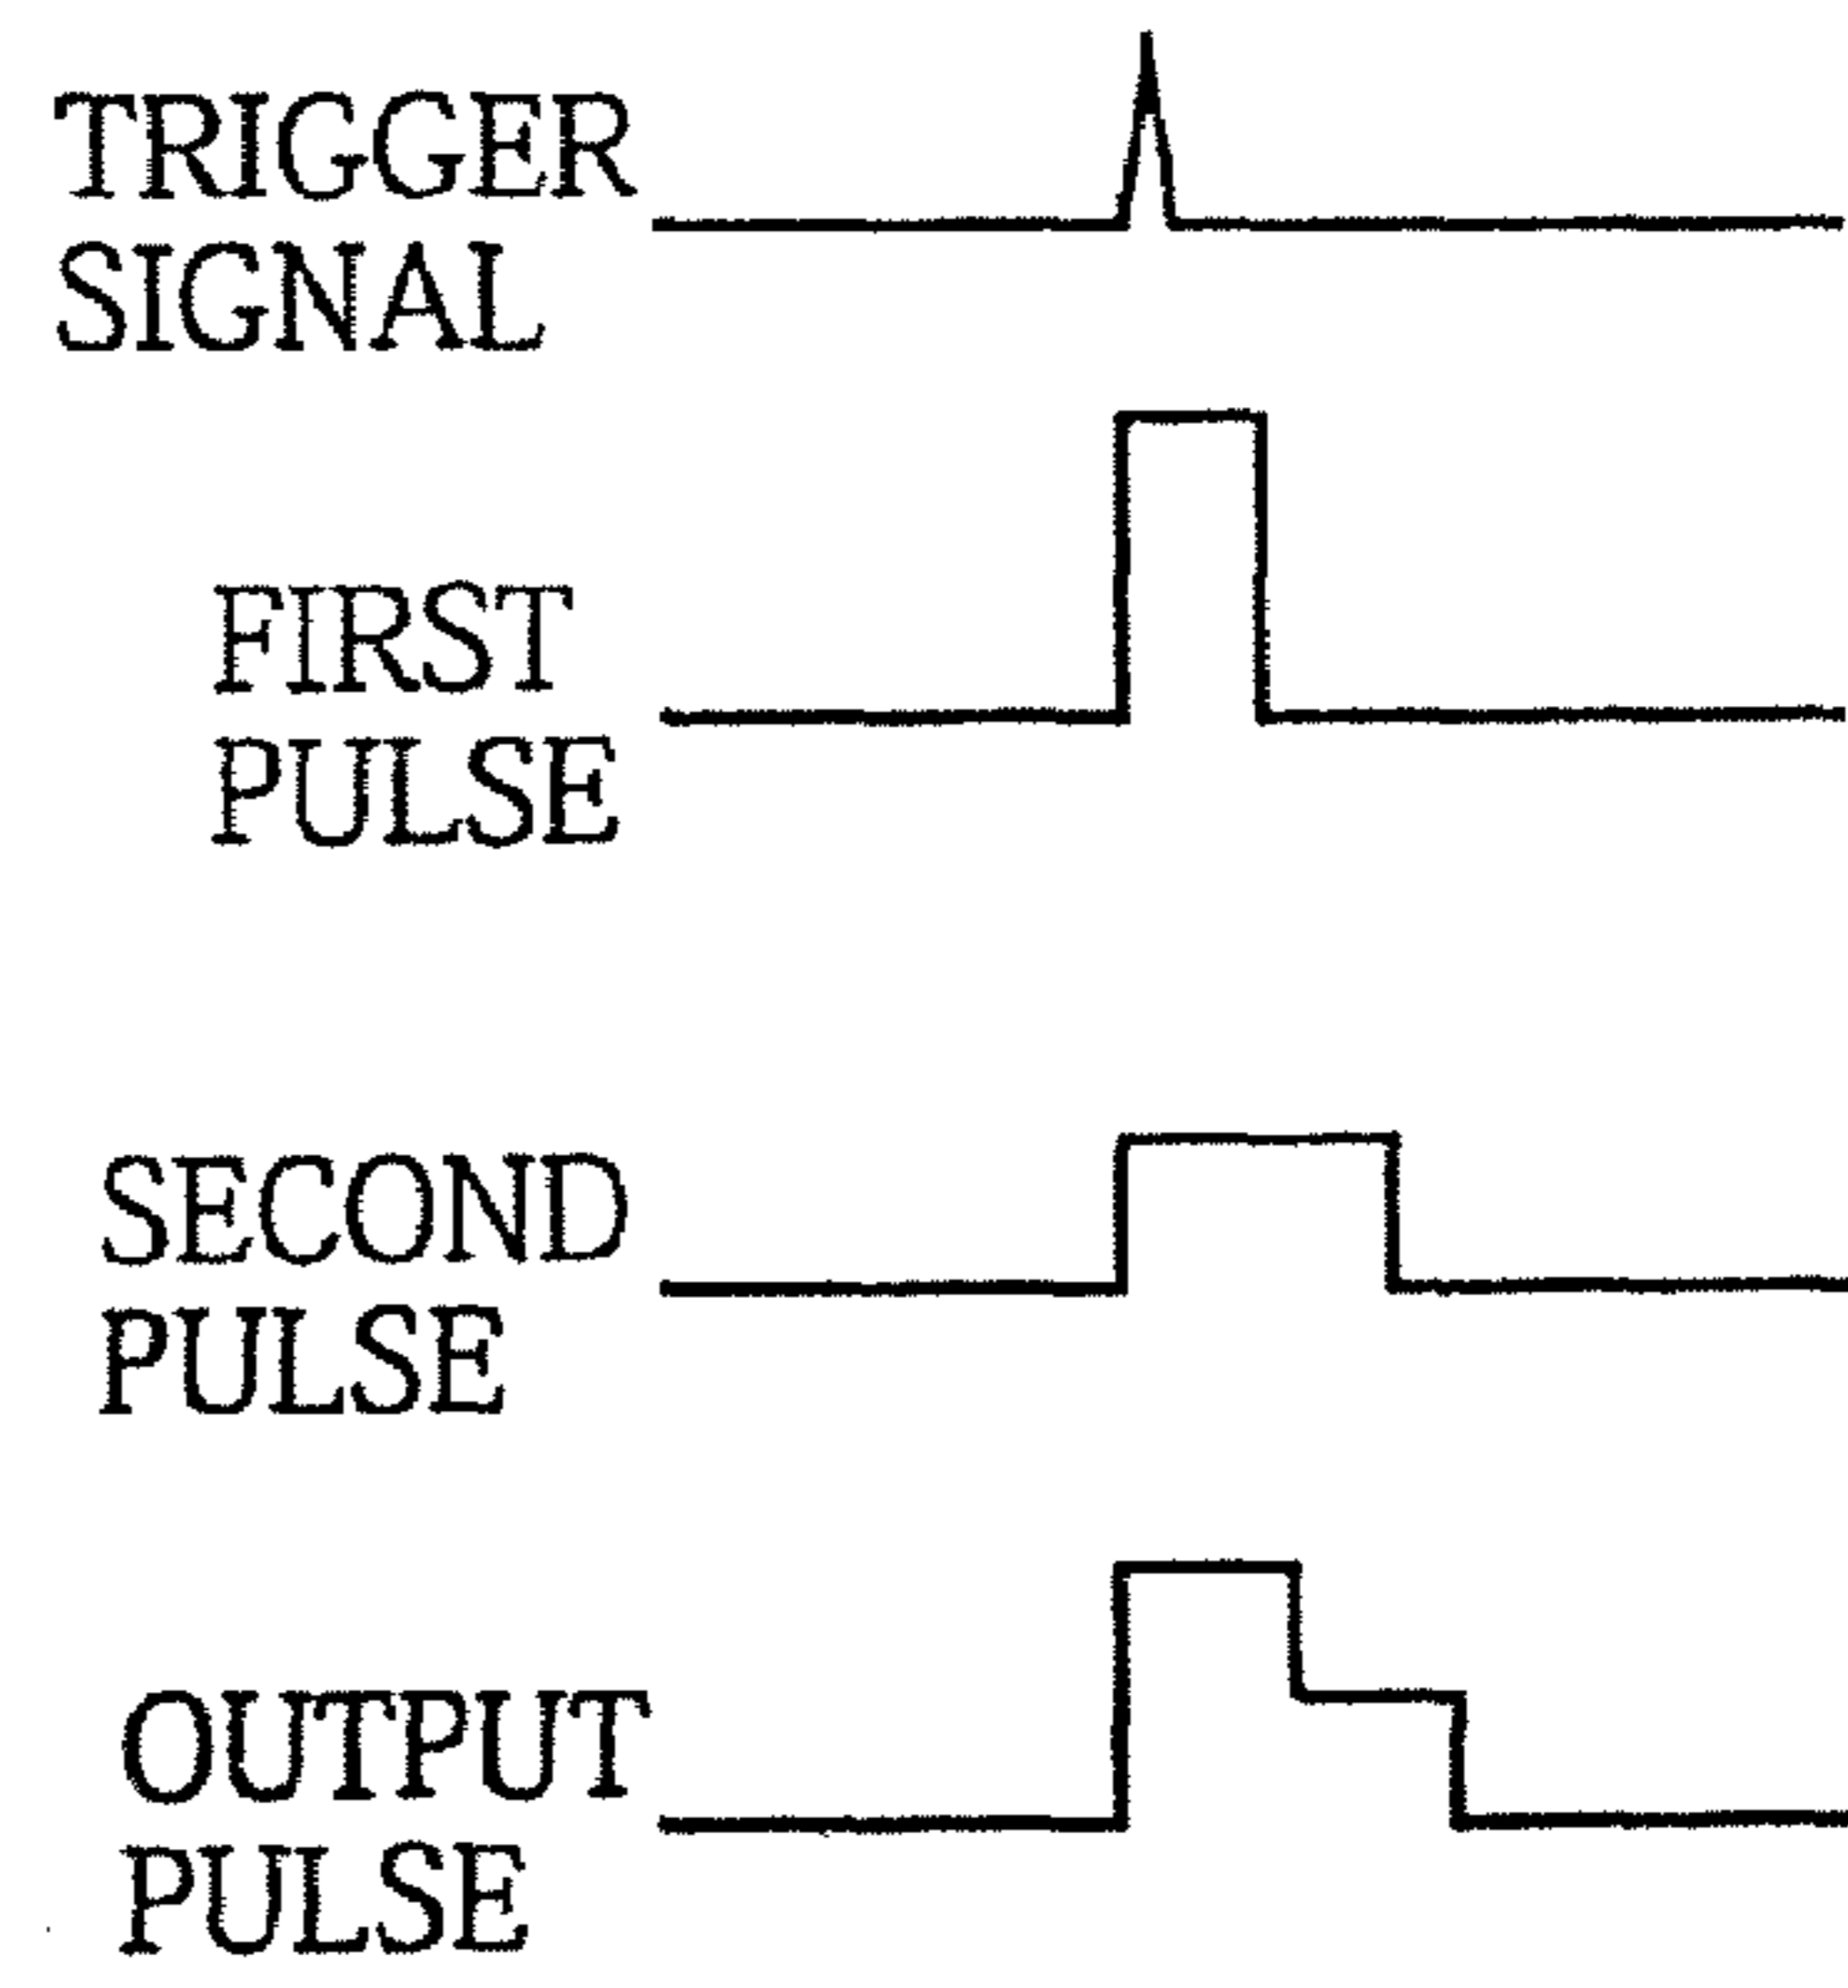 TRIGGER
SIGNAL
FIRST
PULSE
SECOND
PULSE
OUTPUT
PULSE